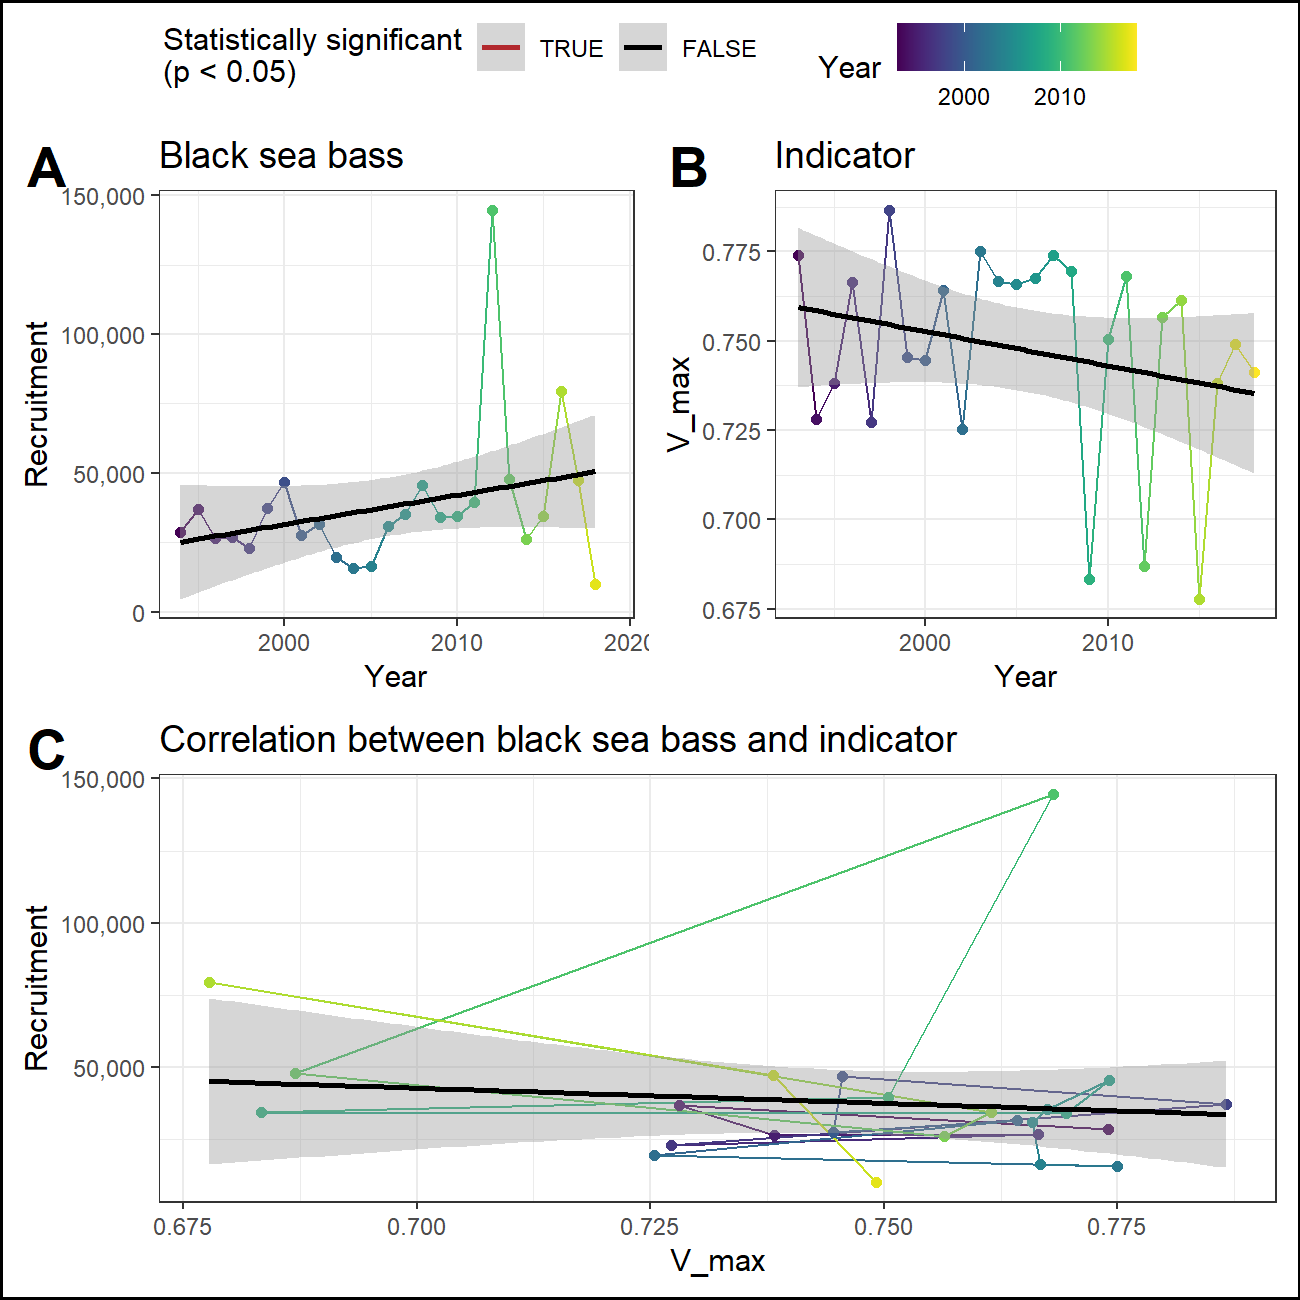 Statistically significant
(p < 0.05)
TRUE
FALSE
Year
2000
2010
A
Black sea bass
150,000
100,000
50,000
0
Recruitment
2000
2010
202
Year
B
Indicator
0.775
0.750
0.725
0.700
0.675
V_max
2000
2010
Year
C
Correlation between black sea bass and indicator
150,000
100,000
50,000
Recruitment
0.675
0.700
0.725
0.750
0.775
V_max